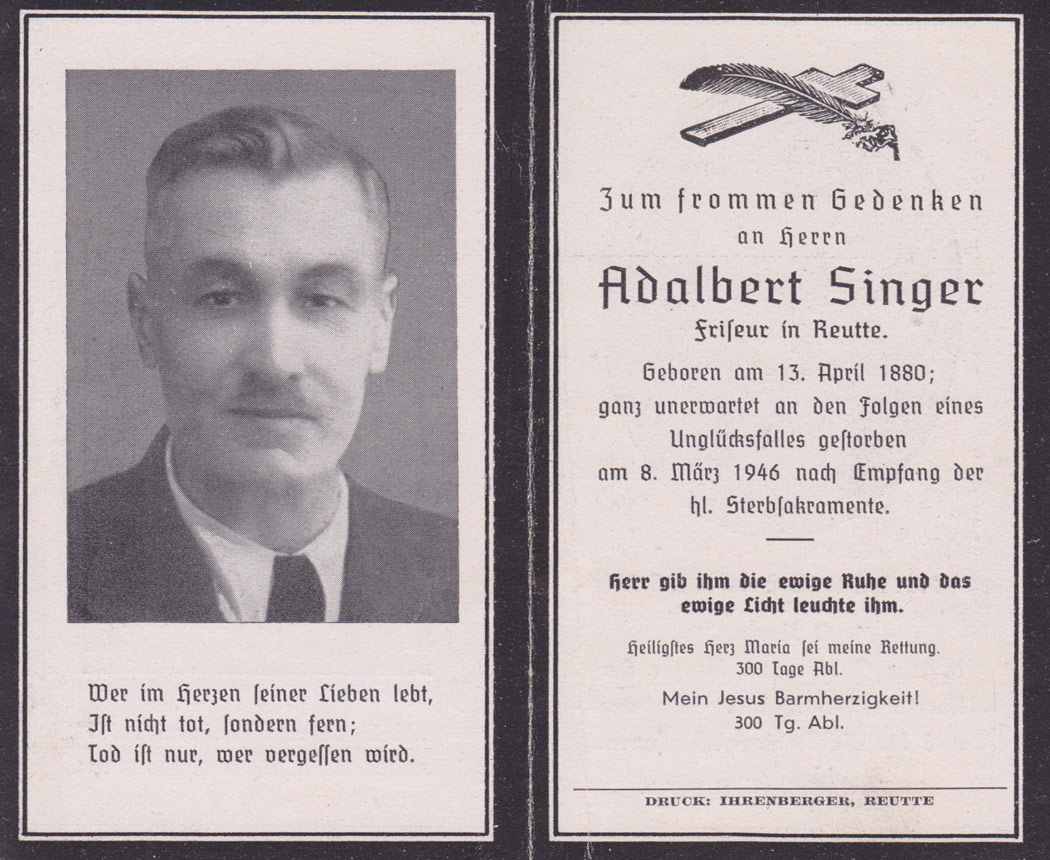 Wer im Herzen seiner Lieben lebt,
Ist nicht tot, sondern fern;
Tod ist nur, wer vergessen wird.
Zum frommen Gedenken
an Herrn
Adalbert Singer
Friseur in Reutte.
Geboren am 13. April 1880;
ganz unerwartet an den Folgen eines
Unglücksfalles gestorben
am 8. März 1946 nach Empfang der
hl. Sterbsakramente.
Herr gib ihm die ewige Ruhe und das
ewige Licht leuchte ihm.
Heiligstes Herz Maria sei meine Rettung.
300 Tage Abl.
Mein Jesus Barmherzigkeit!
300 Tg. Abl.
DRUCK: IHRENBERGER, REUTTE